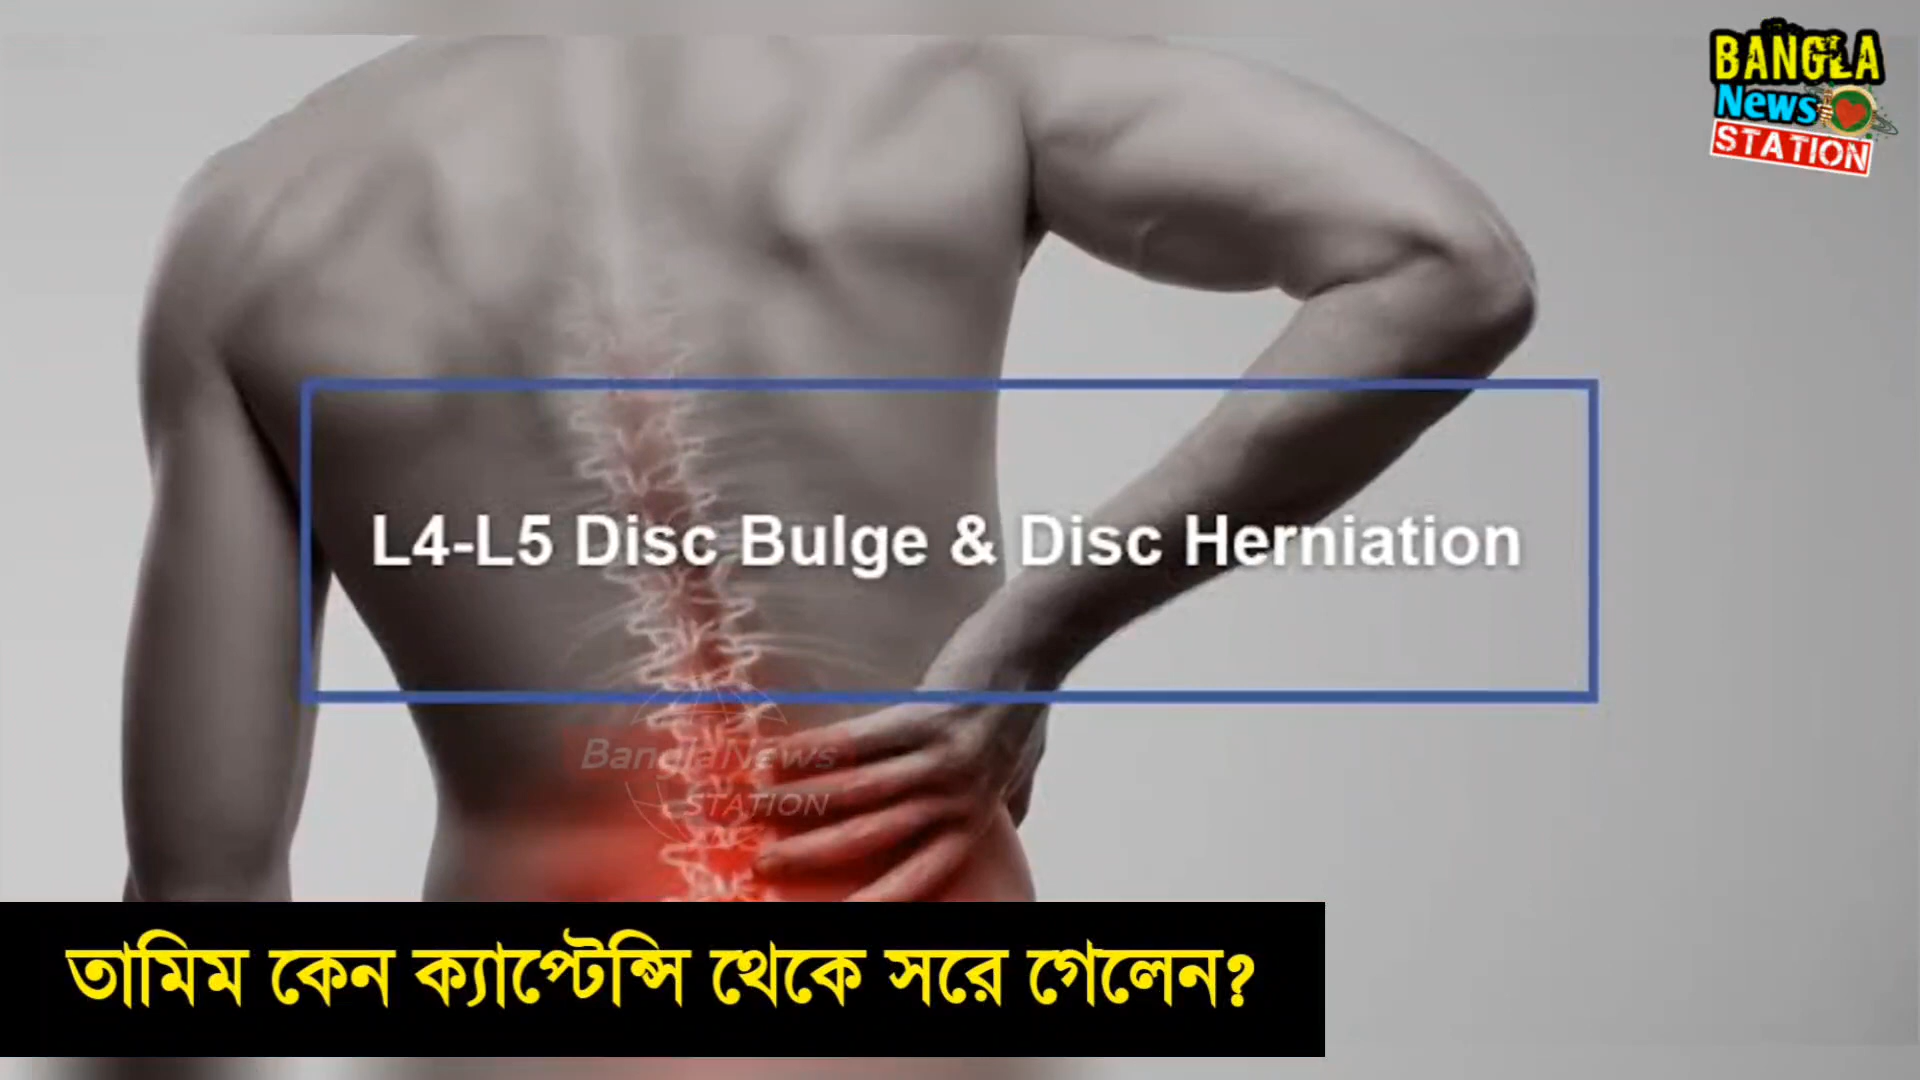 BANGLA
News
STATION
L4-L5 Disc Bulge & Disc Herniation
BanglaNews
STATION
তামিম কেন ক্যাপ্টেন্সি থেকে সরে গেলেন?